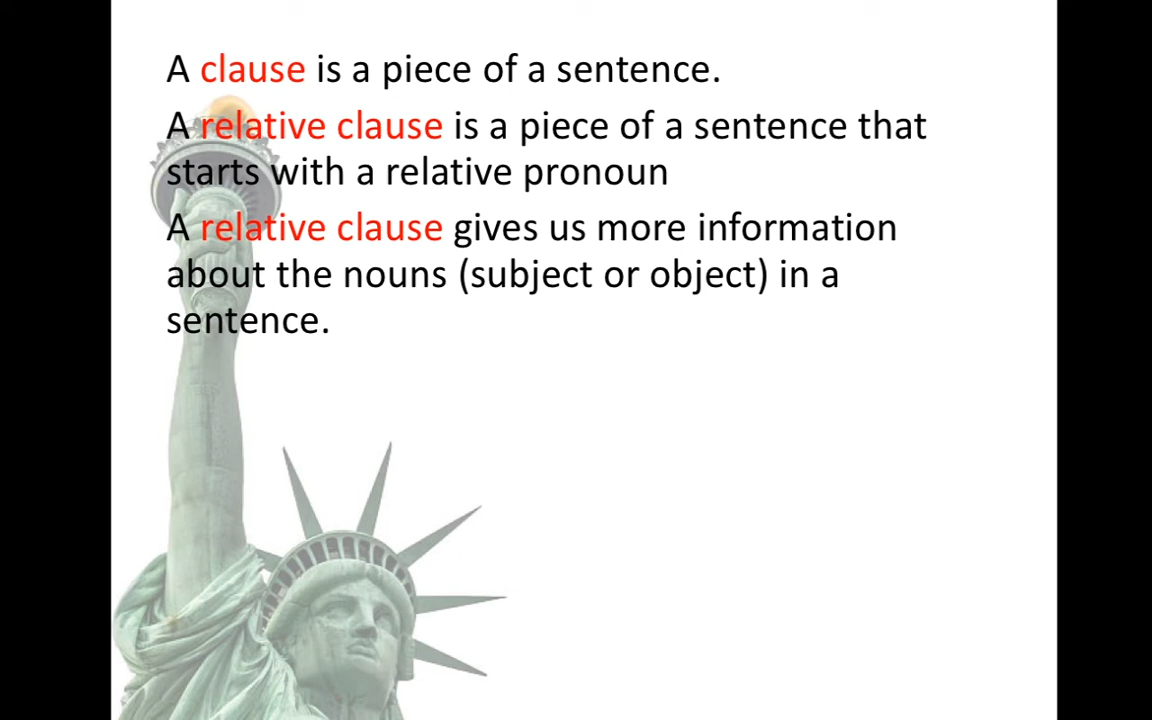 A clause is a piece of a sentence.
A relative clause is a piece of a sentence that
starts with a relative pronoun
A relative clause gives us more information
about the nouns (subject or object) in a
sentence.